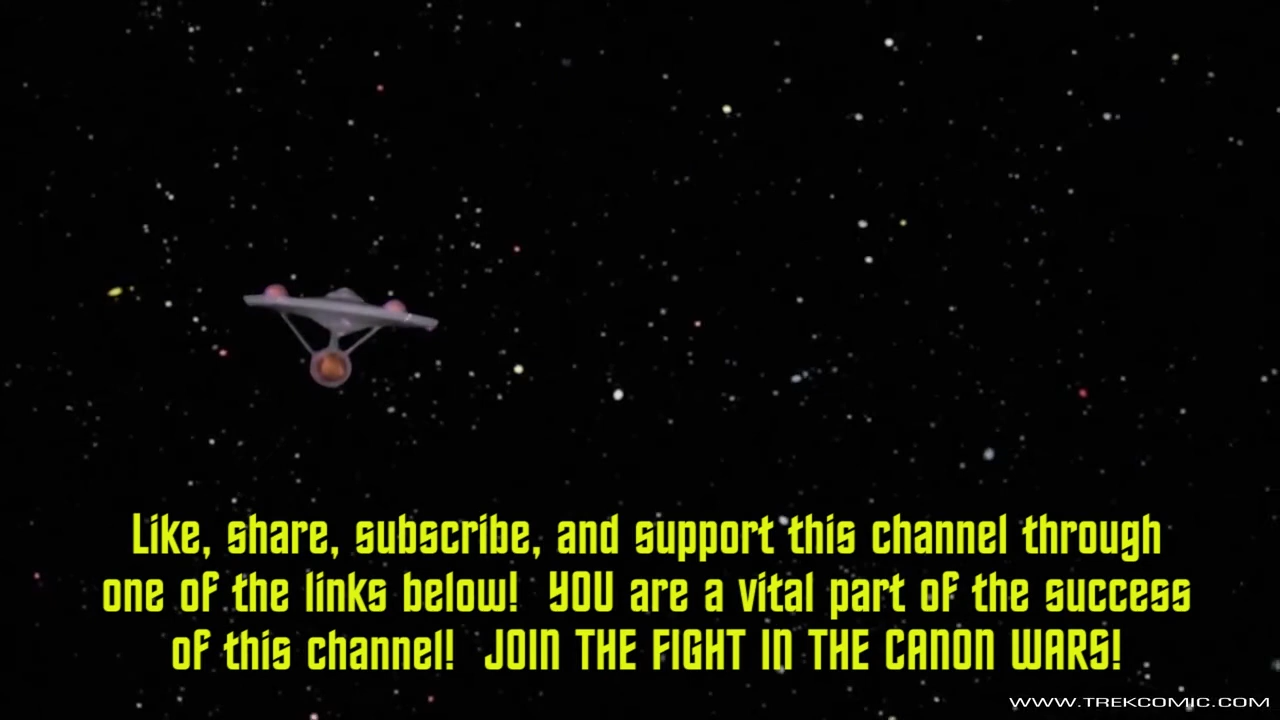 Like, share, subscribe, and support this channel through
one of the links below!  YOU are a vital part of the success
of this channel!  JOIN THE FIGHT IN THE CANON WARS!
WWW.TREKCOMIC.COM